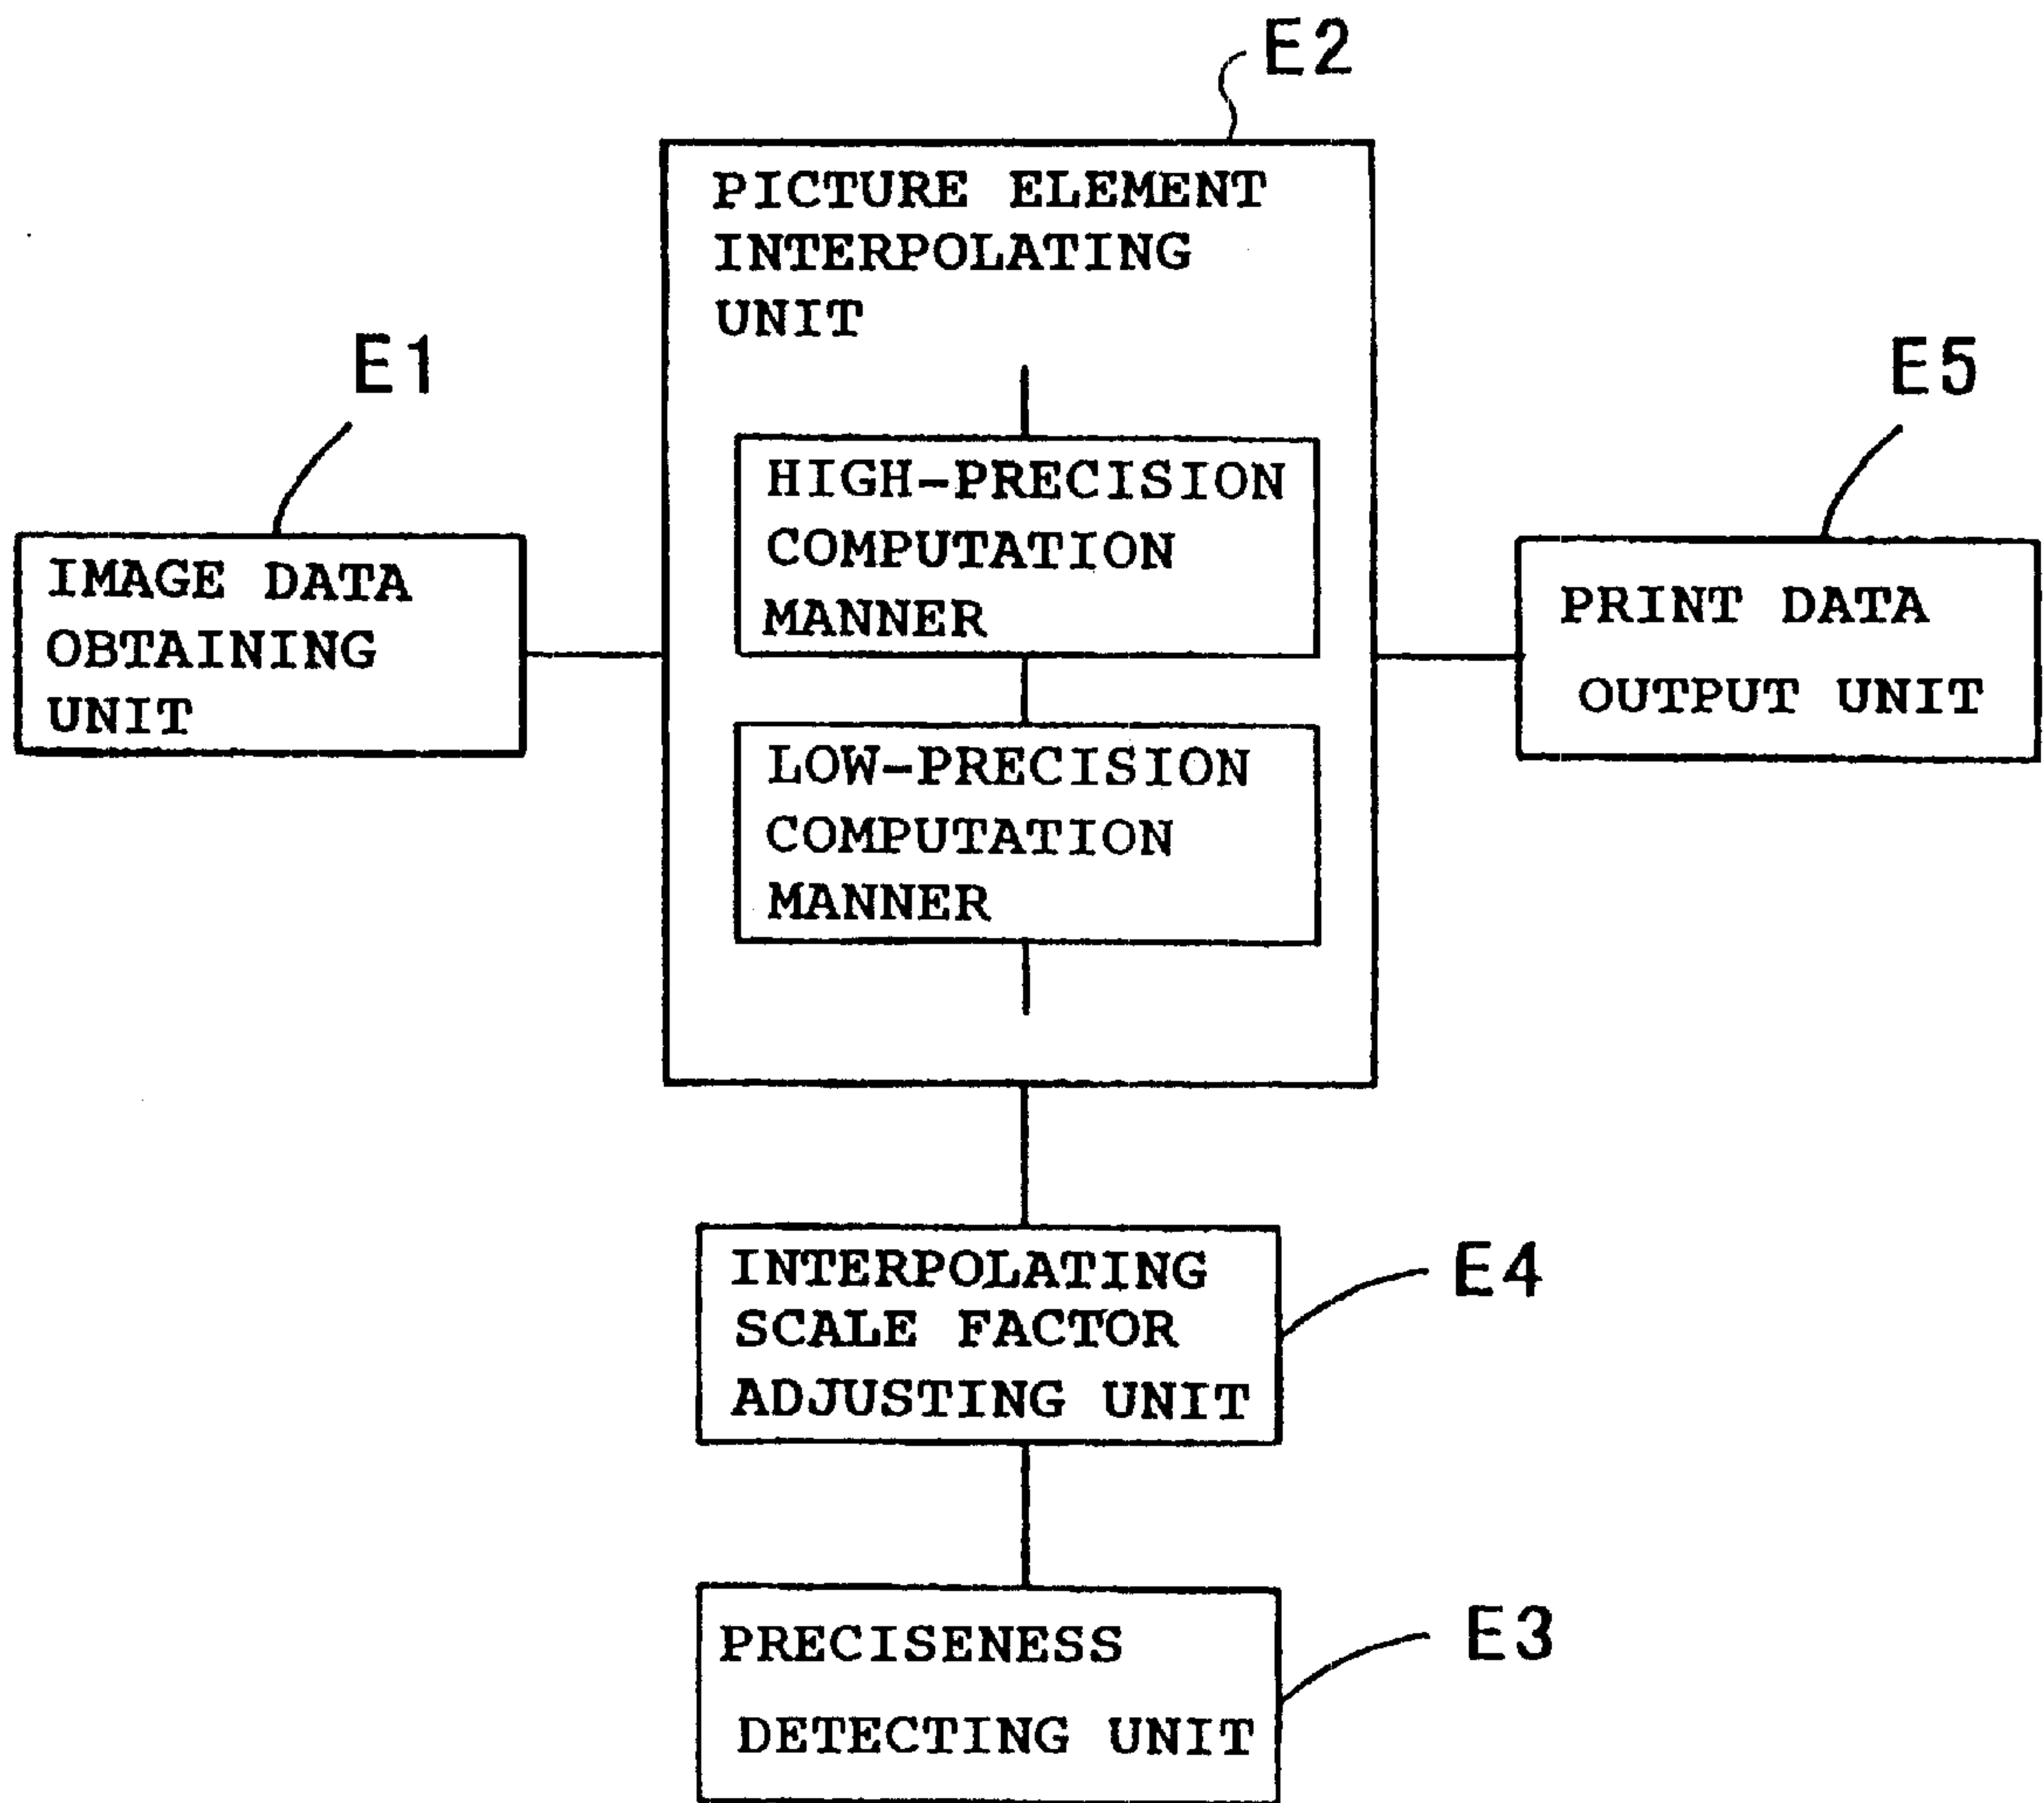 E2
PICTURE ELEMENT
INTERPOLATING
UNIT
E1
E5
HIGH-PRECISION
COMPUTATION
MANNER
IMAGE DATA
OBTAINING
UNIT
PRINT DATA
OUTPUT UNIT
LOW-PRECISION
COMPUTATION
MANNER
INTERPOLATING
SCALE FACTOR
ADJUSTING UNIT
E4
PRECISENESS
DETECTING UNIT
E3